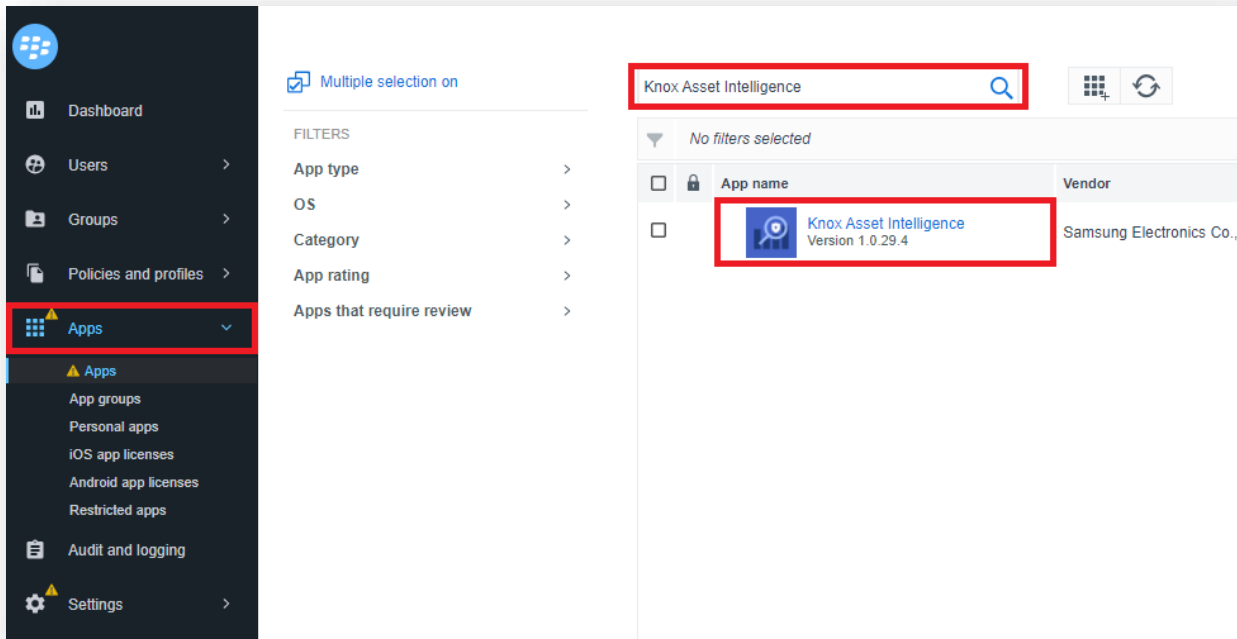 Dashboard
Users
Groups
Policies and profiles
Apps
Apps
App groups
Personal apps
iOS app licenses
Android app licenses
Restricted apps
Audit and logging
Settings
Multiple selection on
FILTERS
App type
OS
Category
App rating
Apps that require review
Knox Asset Intelligence
No filters selected
App name Vendor
Knox Asset Intelligence
Version 1.0.29.4
Samsung Electronics Co.,